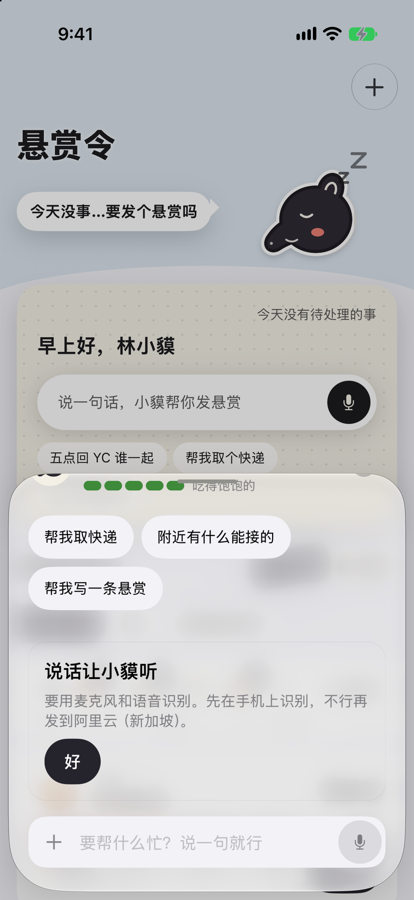 9:41
悬赏令
z
z
今天没事...要发个悬赏吗
今天没有待处理的事
早上好，林小貘
说一句话，小貘帮你发悬赏
五点回 YC 谁一起
帮我取个快递
吃得饱饱的
帮我取快递
附近有什么能接的
帮我写一条悬赏
说话让小貘听
要用麦克风和语音识别。先在手机上识别，不行再
发到阿里云（新加坡）。
好
要帮什么忙？说一句就行